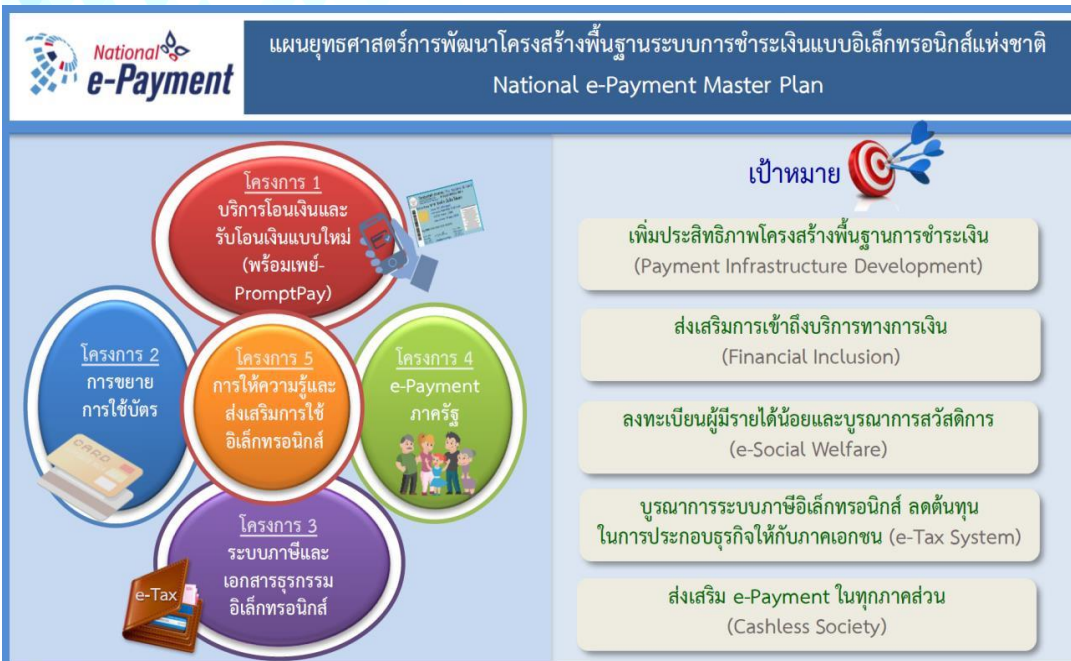 National
e-Payment
แผนยุทธศาสตร์การพัฒนาโครงสร้างพื้นฐานระบบการชำระเงินแบบอิเล็กทรอนิกส์แห่งชาติ
National e-Payment Master Plan
โครงการ 1
บริการโอนเงินและ
รับโอนเงินแบบใหม่
(พร้อมเพย์-
PromptPay)
โครงการ 2
การขยาย
การใช้บัตร
CARD
โครงการ 5
การให้ความรู้และ
ส่งเสริมการใช้
อิเล็กทรอนิกส์
โครงการ 4
e-Payment
ภาครัฐ
โครงการ 3
ระบบภาษีและ
เอกสารธุรกรรม
อิเล็กทรอนิกส์
e-Tax
เป้าหมาย
เพิ่มประสิทธิภาพโครงสร้างพื้นฐานการชำระเงิน
(Payment Infrastructure Development)
ส่งเสริมการเข้าถึงบริการทางการเงิน
(Financial Inclusion)
ลงทะเบียนผู้มีรายได้น้อยและบูรณาการสวัสดิการ
(e-Social Welfare)
บูรณาการระบบภาษีอิเล็กทรอนิกส์ ลดต้นทุน
ในการประกอบธุรกิจให้กับภาคเอกชน (e-Tax System)
ส่งเสริม e-Payment ในทุกภาคส่วน
(Cashless Society)